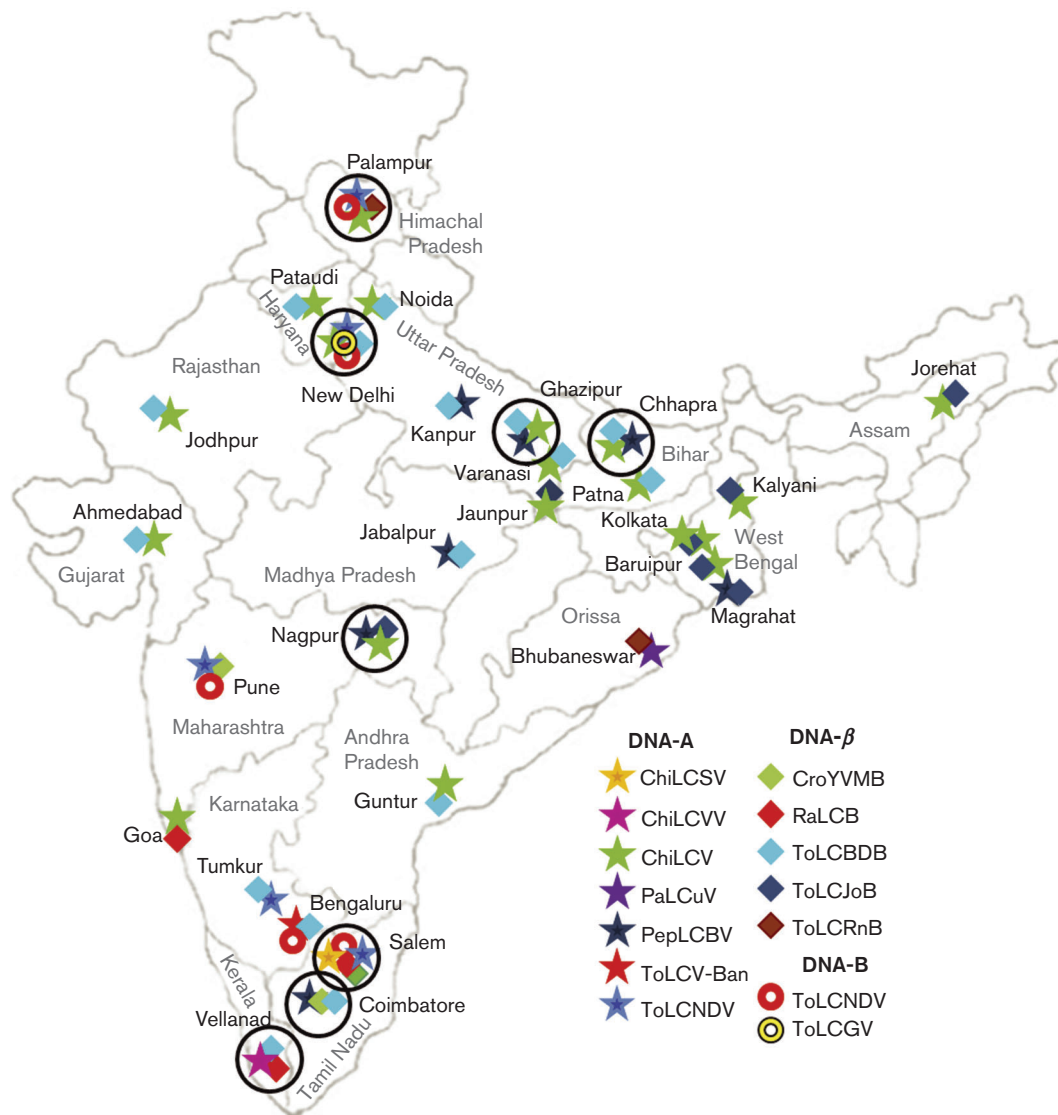 Palampur
Himachal
Pradesh
Pataudi
Noida
Haryana
Uttar Pradesh
Rajasthan
New Delhi
Jodhpur
Kanpur
Ghazipur
Chhapra
Bihar
Jorehat
Assam
Varanasi
Patna
Kalyani
Jaunpur
Ahmedabad
Gujarat
Jabalpur
Kolkata
West
Bengal
Baruipur
Madhya Pradesh
Magrahat
Nagpur
Orissa
Bhubaneswar
Pune
Maharashtra
Andhra
Pradesh
Guntur
Karnataka
Goa
Tumkur
Bengaluru
Salem
Kerala
Coimbatore
Vellanad
Tamil Nadu
DNA-A
ChiLCSV
ChiLCVV
ChiLCV
PaLCuV
PepLCBV
ToLCV-Ban
ToLCNDV
DNA-β
CroYVMB
RaLCB
ToLCBDB
ToLCJoB
ToLCRnB
DNA-B
ToLCNDV
ToLCGV